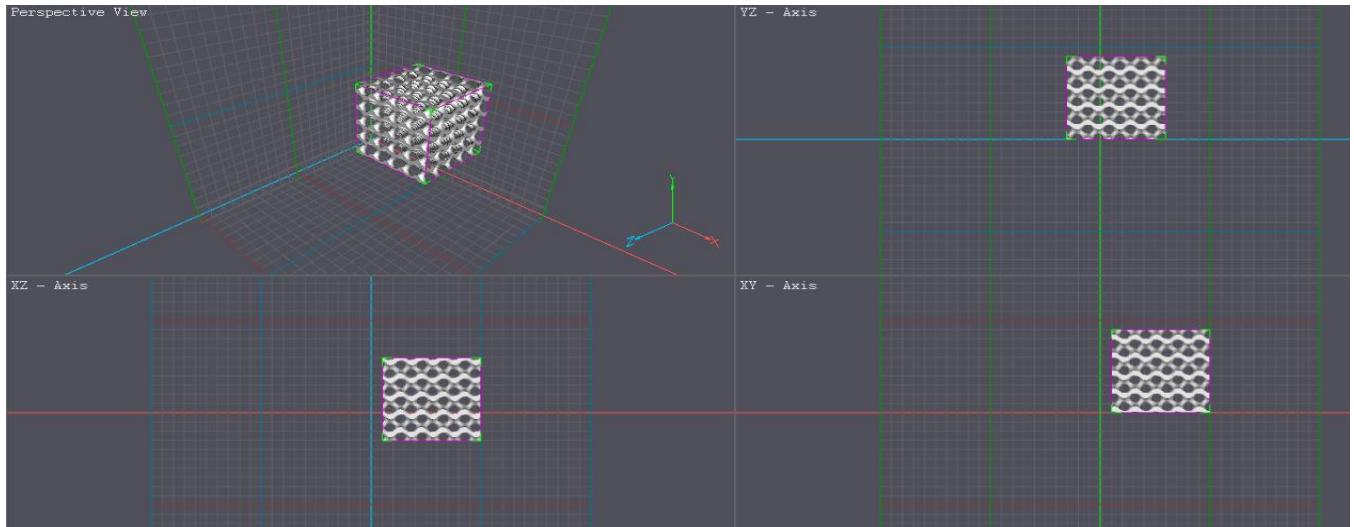 Perspective View
YZ - Axis
Y
Z
X
XZ - Axis
XY - Axis